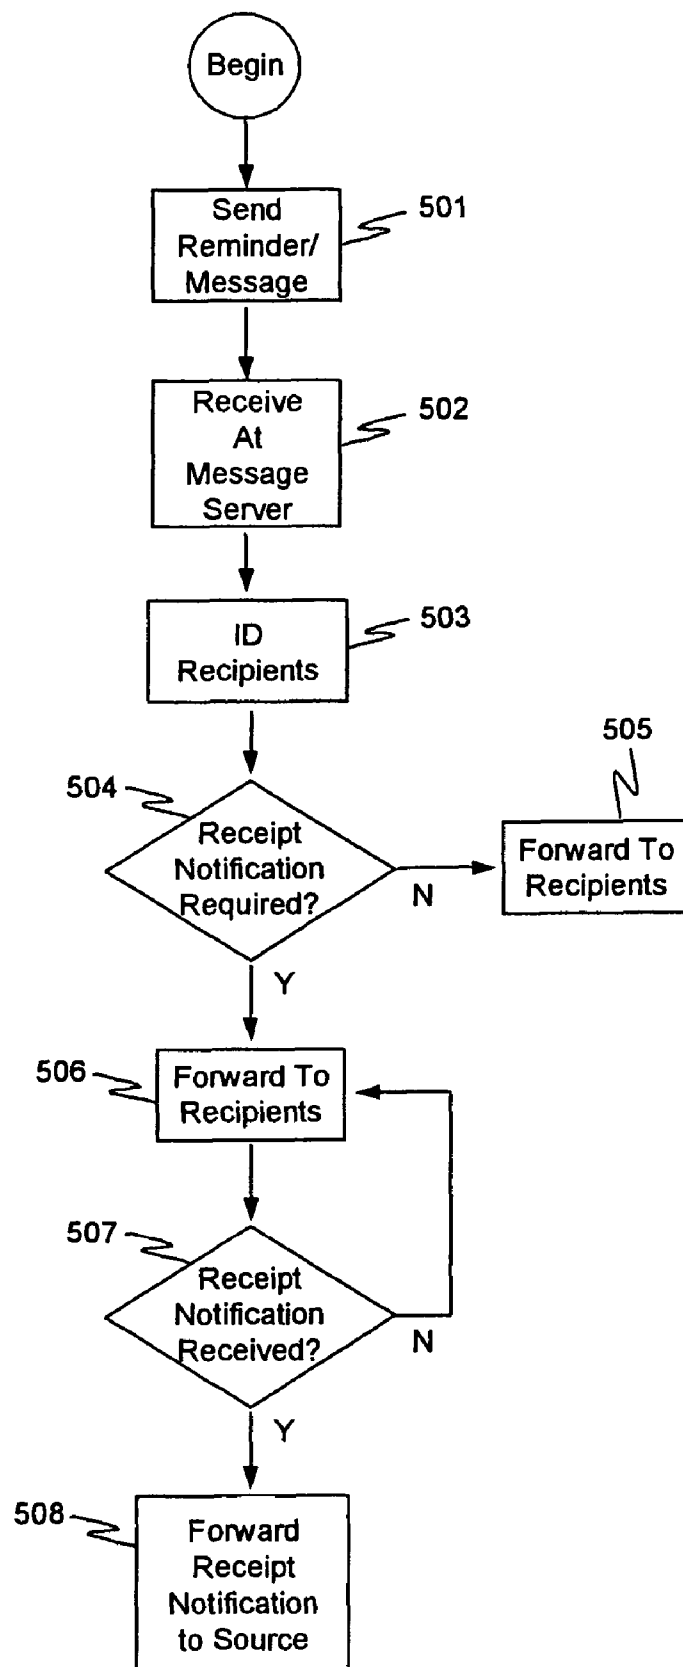 Begin
Send
Reminder/
Message
501
Receive
At
Message
Server
502
ID
Recipients
503
504
Receipt
Notification
Required?
N
Y
505
Forward To
Recipients
506
Forward To
Recipients
507
Receipt
Notification
Received?
N
Y
508
Forward
Receipt
Notification
to Source